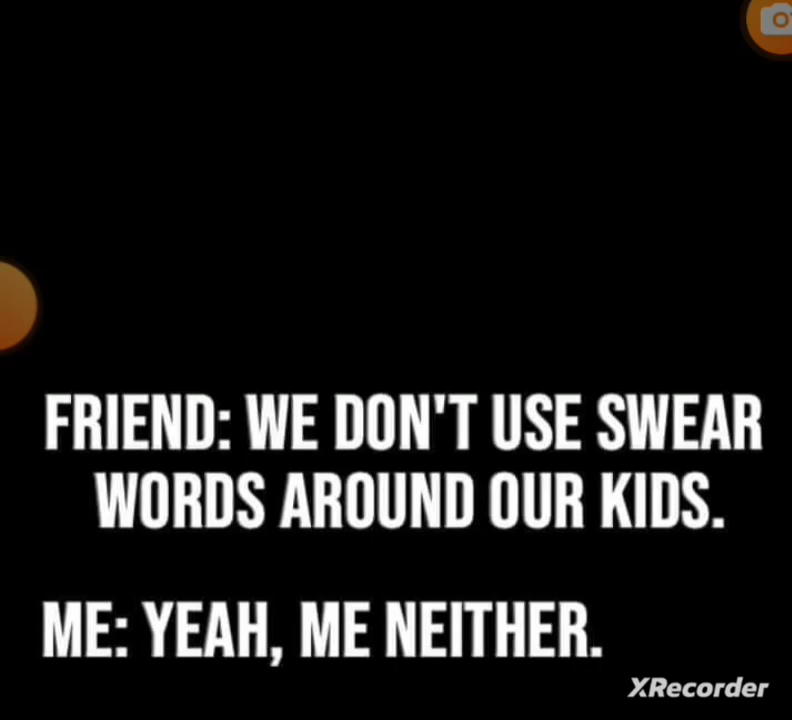 FRIEND: WE DON'T USE SWEAR
WORDS AROUND OUR KIDS.
ME: YEAH, ME NEITHER.
XRecorder